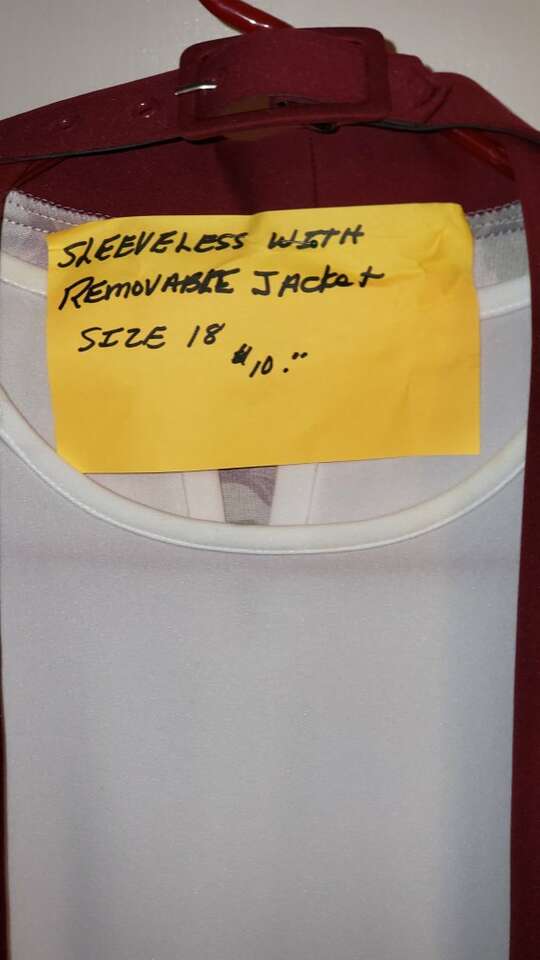 SLEEVELESS WITH
REMOVABLE JACKET
SIZE 18
$10.00